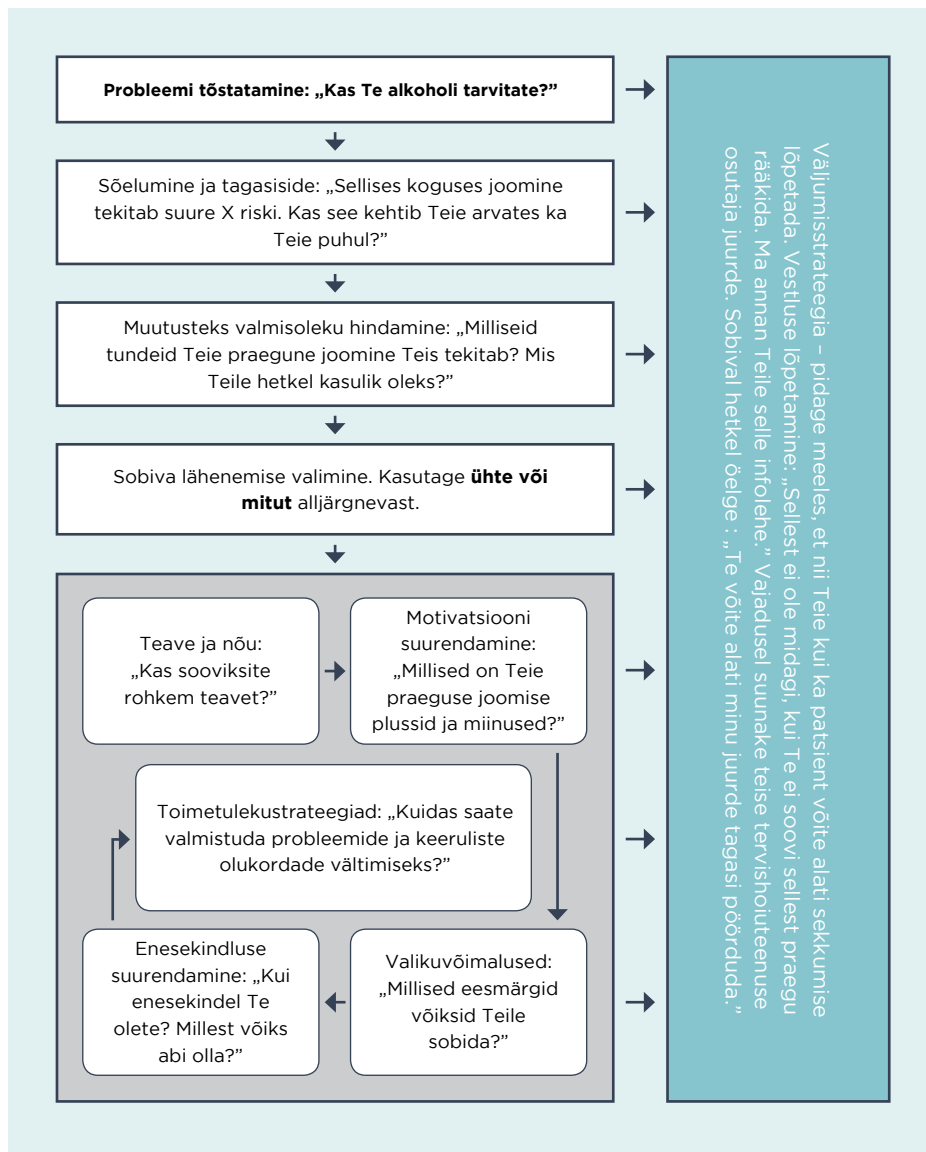 Probleemi tõstatamine: „Kas Te alkoholi tarvitate?”
Sõelumine ja tagasiside: „Sellises koguses joomine
tekitab suure X riski. Kas see kehtib Teie arvates ka
Teie puhul?”
Muutusteks valmisoleku hindamine: „Milliseid
tundeid Teie praegune joomine Teis tekitab? Mis
Teile hetkel kasulik oleks?”
Sobiva lähenemise valimine. Kasutage ühte või
mitut alljärgnevast.
Teave ja nõu:
„Kas sooviksite
rohkem teavet?”
Motivatsiooni
suurendamine:
„Millised on Teie
praeguse joomise
plussid ja miinused?”
Toimetulekustrateegiad: „Kuidas saate
valmistuda probleemide ja keeruliste
olukordade vältimiseks?”
Enesekindluse
suurendamine: „Kui
enesekindel Te
olete? Millest võiks
abi olla?”
Valikuvõimalused:
„Millised eesmärgid
võiksid Teile
sobida?”
Väljumisstrateegia – pidage meeles, et nii Teie kui ka patsient võite alati sekkumise
lõpetada. Vestluse lõpetamine: „Sellest ei ole midagi, kui Te ei soovi sellest praegu
rääkida. Ma annan Teile selle infolehe.” Vajadusel suunake teise tervishoiuteenuse
osutaja juurde. Sobival hetkel öelge : „Te võite alati minu juurde tagasi pöörduda.”